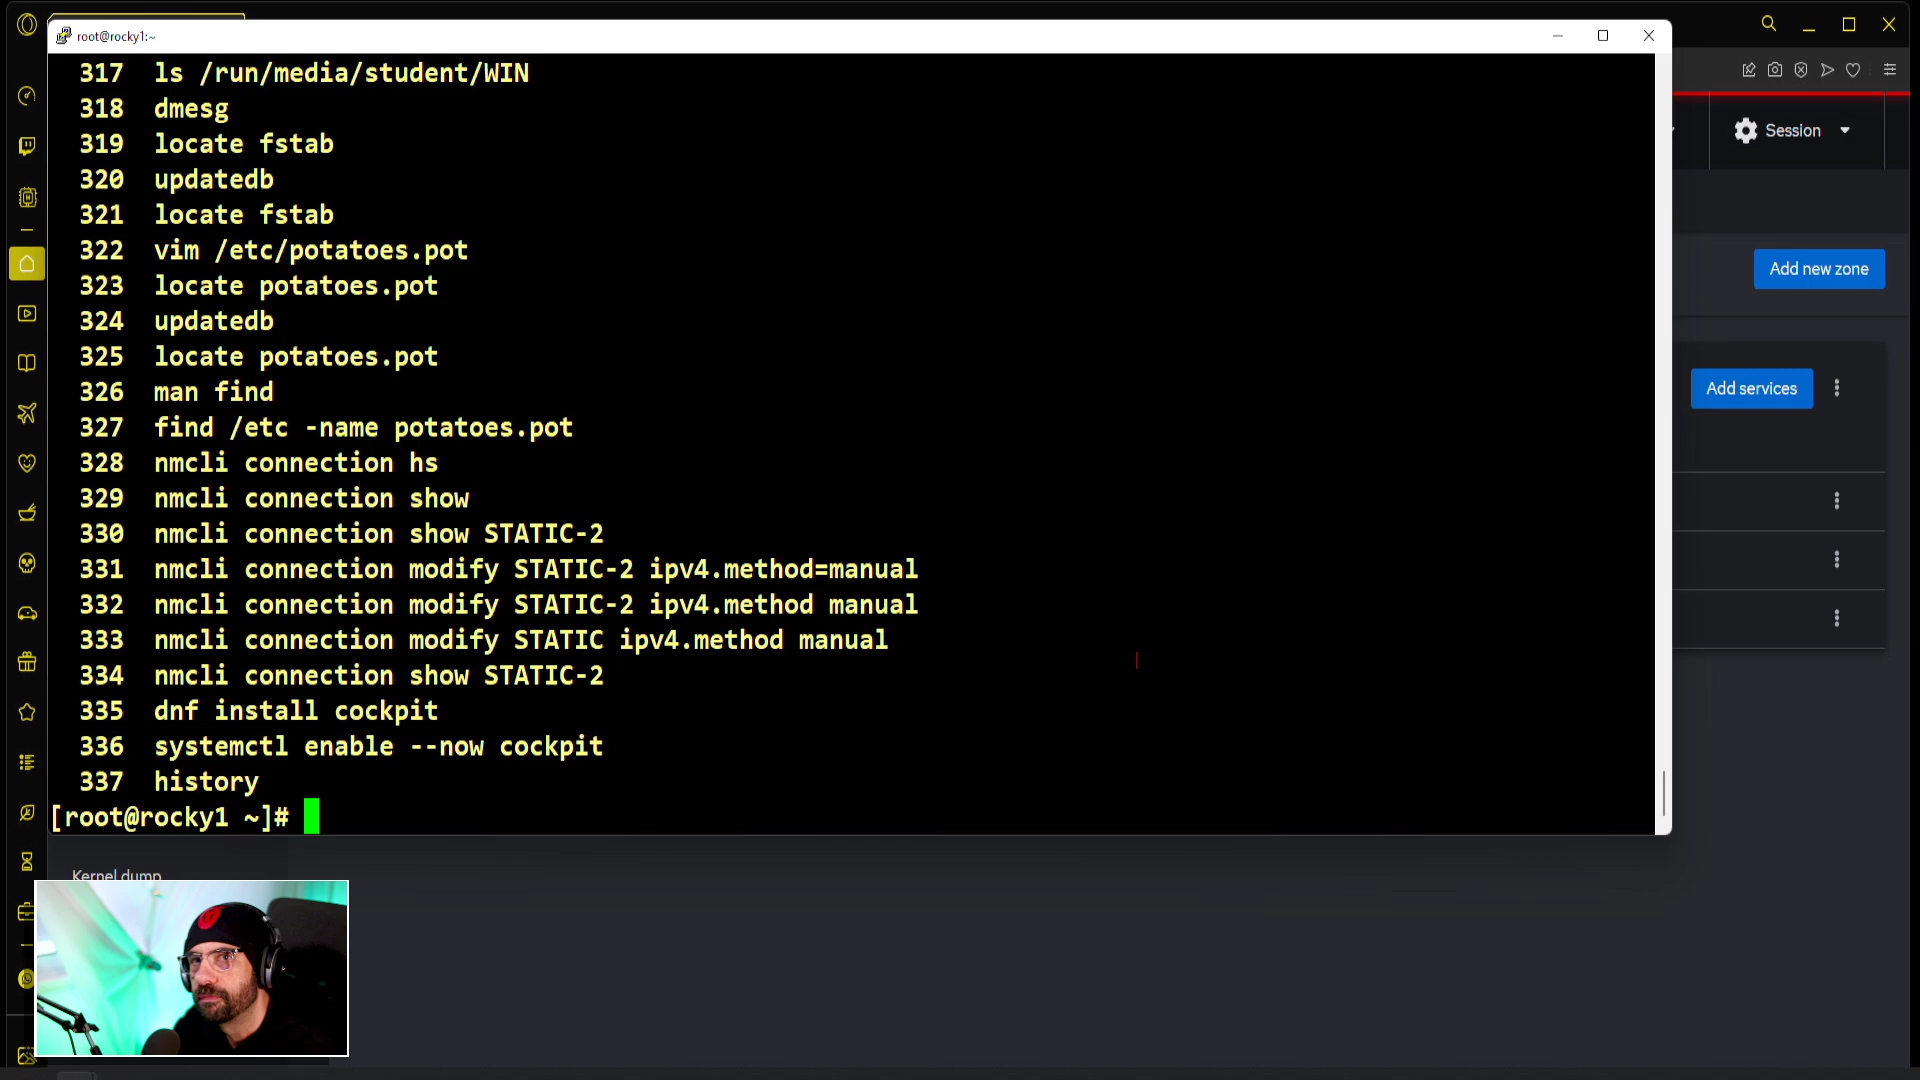 root@rocky1:~
317 ls /run/media/student/WIN
318 dmesg
319 locate fstab
320 updatedb
321 locate fstab
322 vim /etc/potatoes.pot
323 locate potatoes.pot
324 updatedb
325 locate potatoes.pot
326 man find
327 find /etc -name potatoes.pot
328 nmcli connection hs
329 nmcli connection show
330 nmcli connection show STATIC-2
331 nmcli connection modify STATIC-2 ipv4.method=manual
332 nmcli connection modify STATIC-2 ipv4.method manual
333 nmcli connection modify STATIC ipv4.method manual
334 nmcli connection show STATIC-2
335 dnf install cockpit
336 systemctl enable --now cockpit
337 history
[root@rocky1 ~]#
Session
Add new zone
Add services
Kernel dump